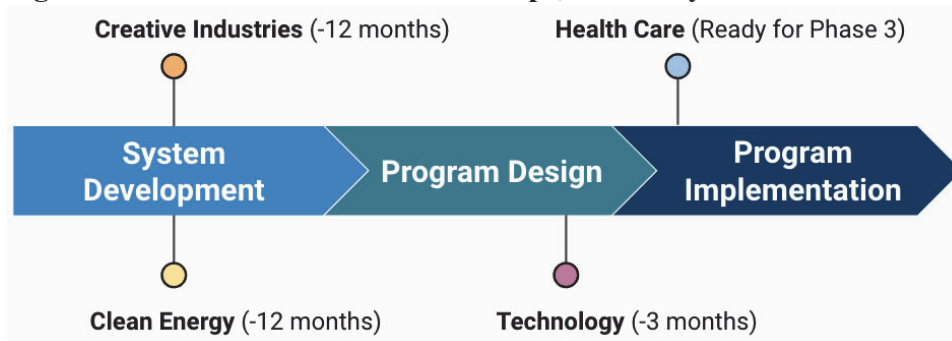 Creative Industries (-12 months)
Health Care (Ready for Phase 3)
System
Development
Program Design
Program
Implementation
Clean Energy (-12 months)
Technology (-3 months)